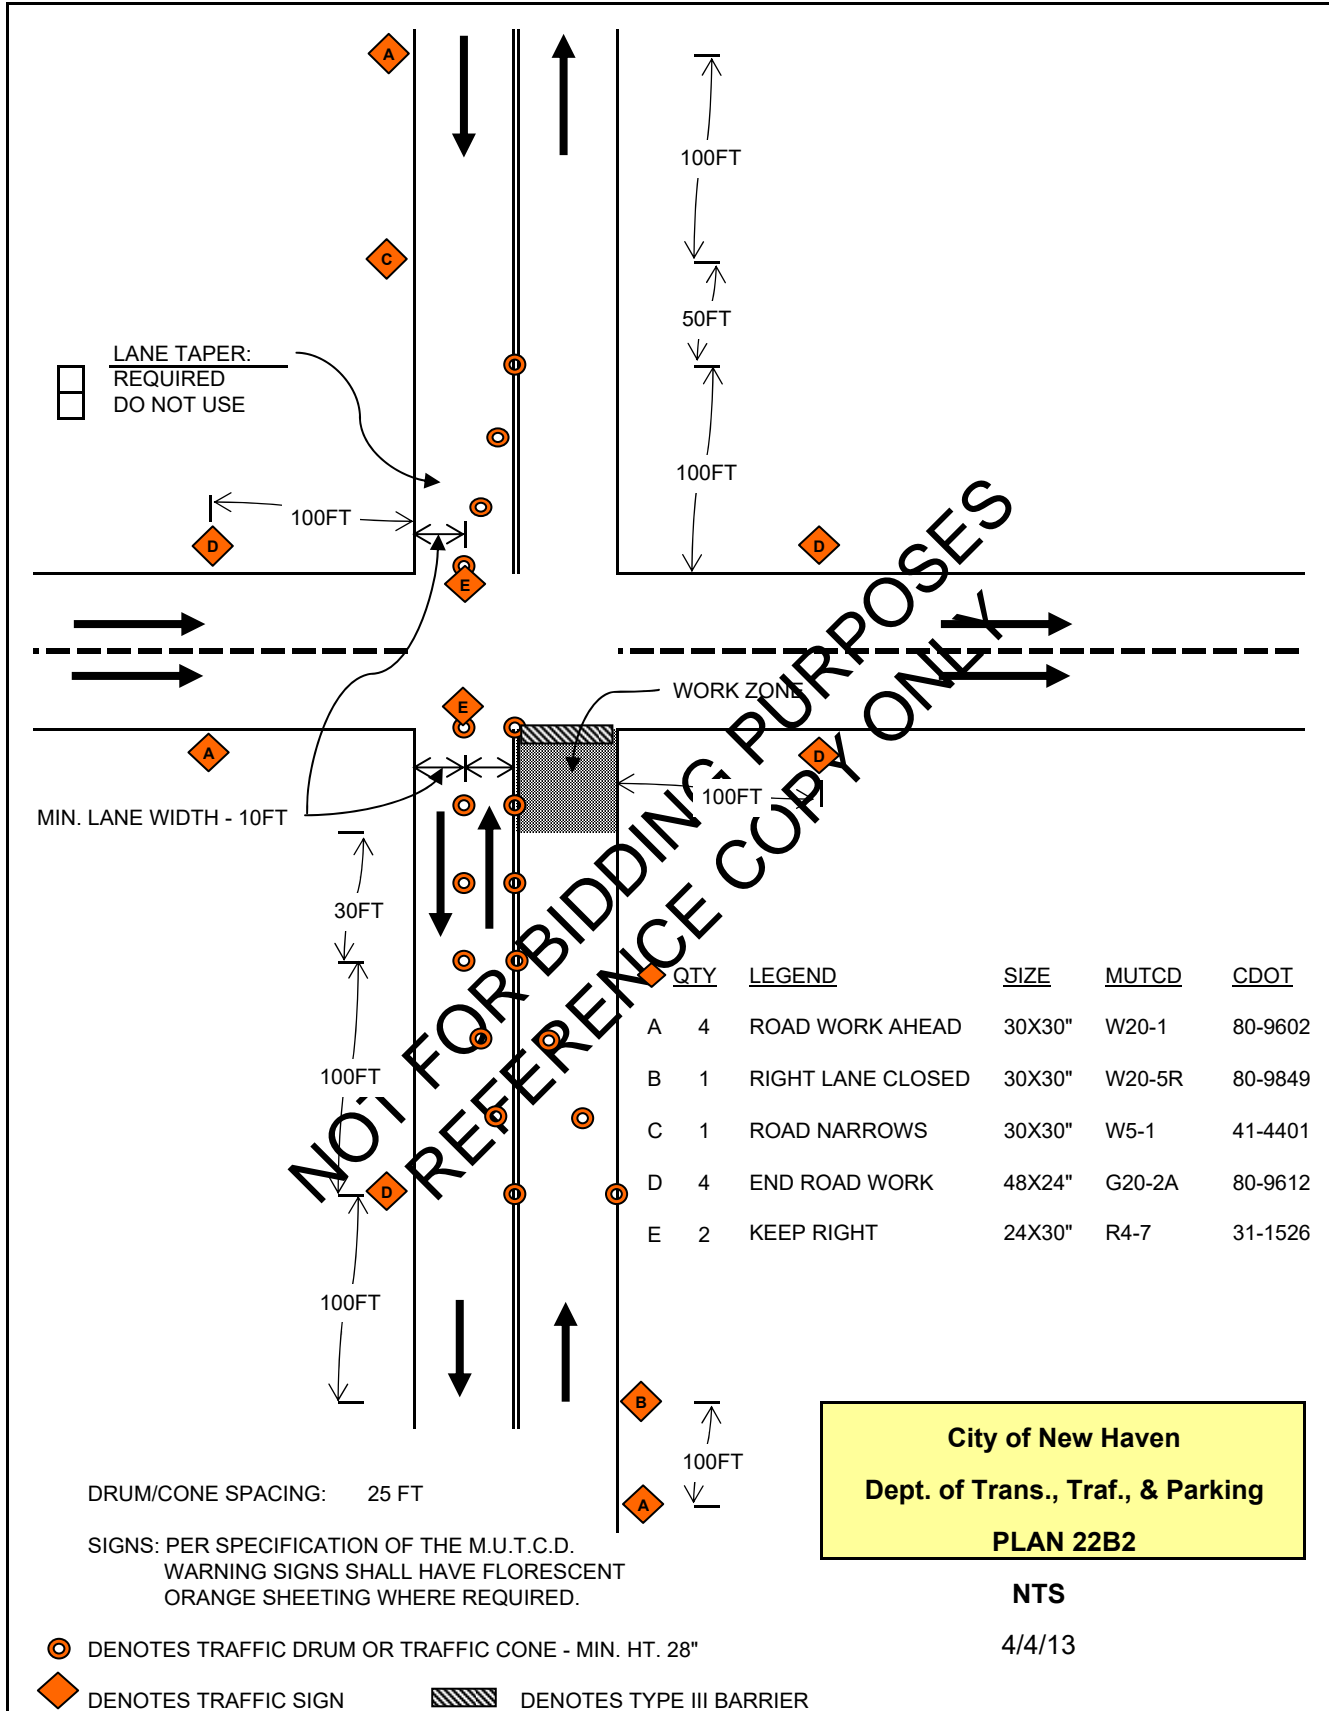 A
100FT
C
50FT
LANE TAPER:
REQUIRED
DO NOT USE
100FT
100FT
D
D
E
WORK ZONE
E
A
D
100FT
MIN. LANE WIDTH - 10FT
30FT
NOT FOR BIDDING PURPOSES
REFERENCE COPY ONLY
QTY LEGEND SIZE MUTCD CDOT
A 4 ROAD WORK AHEAD 30X30" W20-1 80-9602
B 1 RIGHT LANE CLOSED 30X30" W20-5R 80-9849
C 1 ROAD NARROWS 30X30" W5-1 41-4401
D 4 END ROAD WORK 48X24" G20-2A 80-9612
E 2 KEEP RIGHT 24X30" R4-7 31-1526
100FT
D
100FT
B
100FT
A
City of New Haven
Dept. of Trans., Traf., & Parking
PLAN 22B2
NTS
4/4/13
DRUM/CONE SPACING: 25 FT
SIGNS: PER SPECIFICATION OF THE M.U.T.C.D.
WARNING SIGNS SHALL HAVE FLORESCENT
ORANGE SHEETING WHERE REQUIRED.
DENOTES TRAFFIC DRUM OR TRAFFIC CONE - MIN. HT. 28"
DENOTES TRAFFIC SIGN DENOTES TYPE III BARRIER